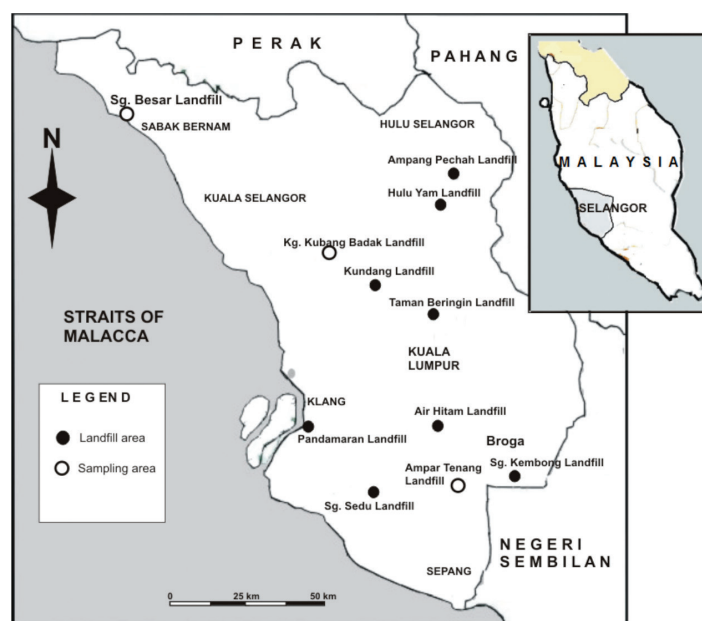 PERAK
PAHANG
Sg. Besar Landfill
SABAK BERNAM
N
HULU SELANGOR
Ampang Pechah Landfill
KUALA SELANGOR
Hulu Yam Landfill
Kg. Kubang Badak Landfill
Kundang Landfill
Taman Beringin Landfill
STRAITS OF
MALACCA
KUALA
LUMPUR
LEGEND
Landfill area
Sampling area
KLANG
Air Hitam Landfill
Pandamaran Landfill
Broga
Ampar Tenang
Landfill
Sg. Kembong Landfill
Sg. Sedu Landfill
NEGERI
SEMBILAN
SEPANG
0 25 km 50 km
MALAYSIA
SELANGOR